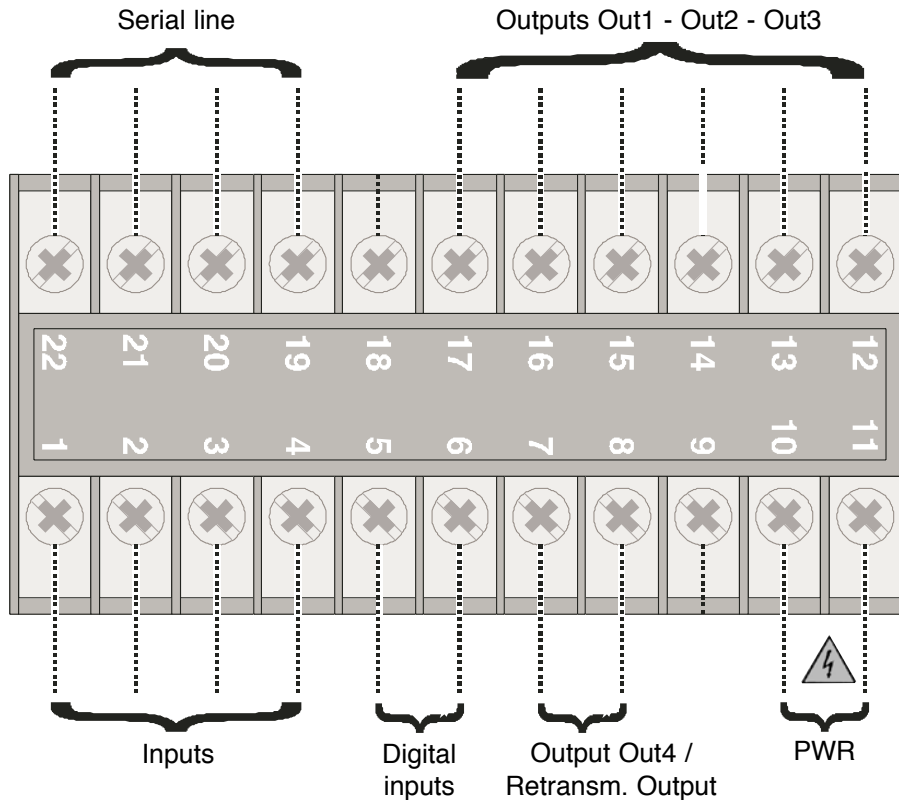 Serial line
Outputs Out1 - Out2 - Out3
22 21 20 19 18 17 16 15 14 13 12
1 2 3 4 5 6 7 8 9 10 11
Inputs
Digital
inputs
Output Out4 /
Retransm. Output
PWR